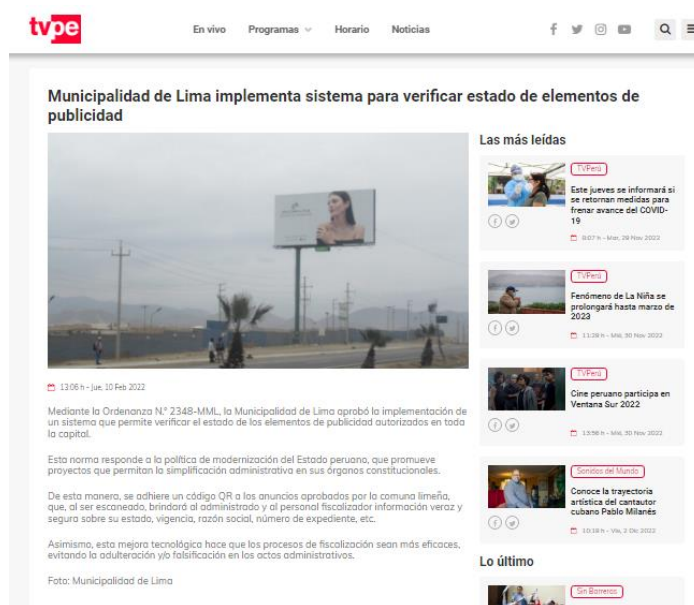 tvpe
En vivo
Programas
Horario
Noticias
Municipalidad de Lima implementa sistema para verificar estado de elementos de
publicidad
13:06 h - Jue, 10 Feb 2022
Mediante la Ordenanza N.° 2348-MML, la Municipalidad de Lima aprobó la implementación de
un sistema que permite verificar el estado de los elementos de publicidad autorizados en toda
la capital.
Esta norma responde a la política de modernización del Estado peruano, que promueve
proyectos que permitan la simplificación administrativa en sus órganos constitucionales.
De esta manera, se adhiere un código QR a los anuncios aprobados por la comuna limeña,
que, al ser escaneado, brindará al administrado y al personal fiscalizador información veraz y
segura sobre su estado, vigencia, razón social, número de expediente, etc.
Asimismo, esta mejora tecnológica hace que los procesos de fiscalización sean más eficaces,
evitando la adulteración y/o falsificación en los actos administrativos.
Foto: Municipalidad de Lima
Las más leídas
TVPerú
Este jueves se informará si
se retornan medidas para
frenar avance del COVID-
19
8:07 h - Mar, 29 Nov 2022
TVPerú
Fenómeno de La Niña se
prolongará hasta marzo de
2023
11:29 h - Mié, 30 Nov 2022
TVPerú
Cine peruano participa en
Ventana Sur 2022
13:56 h - Mié, 30 Nov 2022
Sonidos del Mundo
Conoce la trayectoria
artística del cantautor
cubano Pablo Milanés
10:19 h - Vie, 2 Dic 2022
Lo último
Sin Barreras